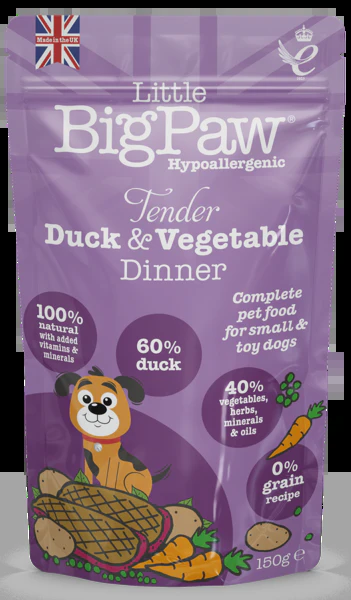 Made in the UK
Little
BigPaw®
Hypoallergenic
Tender
Duck & Vegetable
Dinner
Complete
pet food
for small &
toy dogs
100%
natural
with added
vitamins &
minerals
60%
duck
40%
vegetables,
herbs,
minerals
& oils
0%
grain
recipe
150g ℮